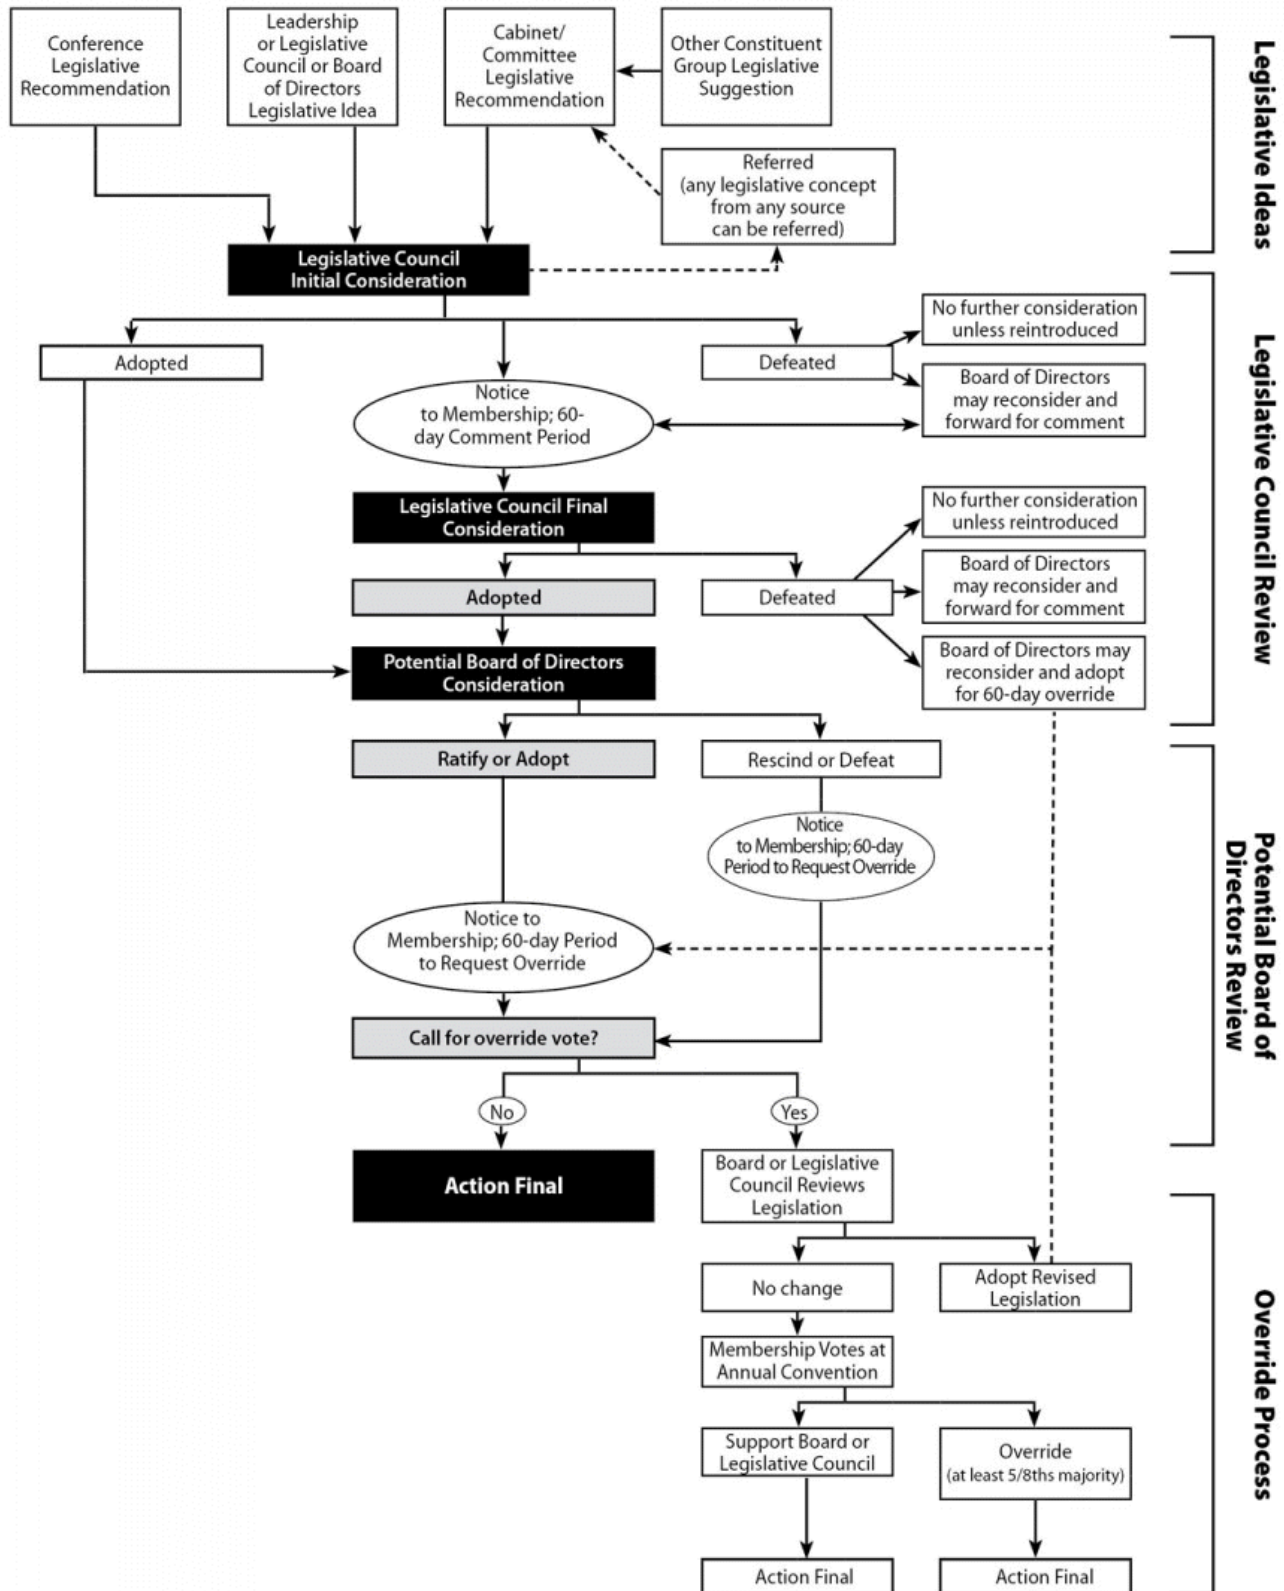 Conference
Legislative
Recommendation
Leadership
or Legislative
Council or Board
of Directors
Legislative Idea
Cabinet/
Committee
Legislative
Recommendation
Other Constituent
Group Legislative
Suggestion
Referred
(any legislative concept
from any source
can be referred)
Legislative Ideas
Legislative Council
Initial Consideration
Adopted
Defeated
No further consideration
unless reintroduced
Board of Directors
may reconsider and
forward for comment
Notice
to Membership; 60-
day Comment Period
Legislative Council Review
Legislative Council Final
Consideration
Adopted
Defeated
No further consideration
unless reintroduced
Board of Directors
may reconsider and
forward for comment
Board of Directors may
reconsider and adopt
for 60-day override
Potential Board of Directors
Consideration
Ratify or Adopt
Rescind or Defeat
Notice
to Membership; 60-day
Period to Request Override
Notice to
Membership; 60-day Period
to Request Override
Potential Board of
Directors Review
Call for override vote?
No
Yes
Action Final
Board or Legislative
Council Reviews
Legislation
No change
Adopt Revised
Legislation
Membership Votes at
Annual Convention
Support Board or
Legislative Council
Override
(at least 5/8ths majority)
Override Process
Action Final
Action Final